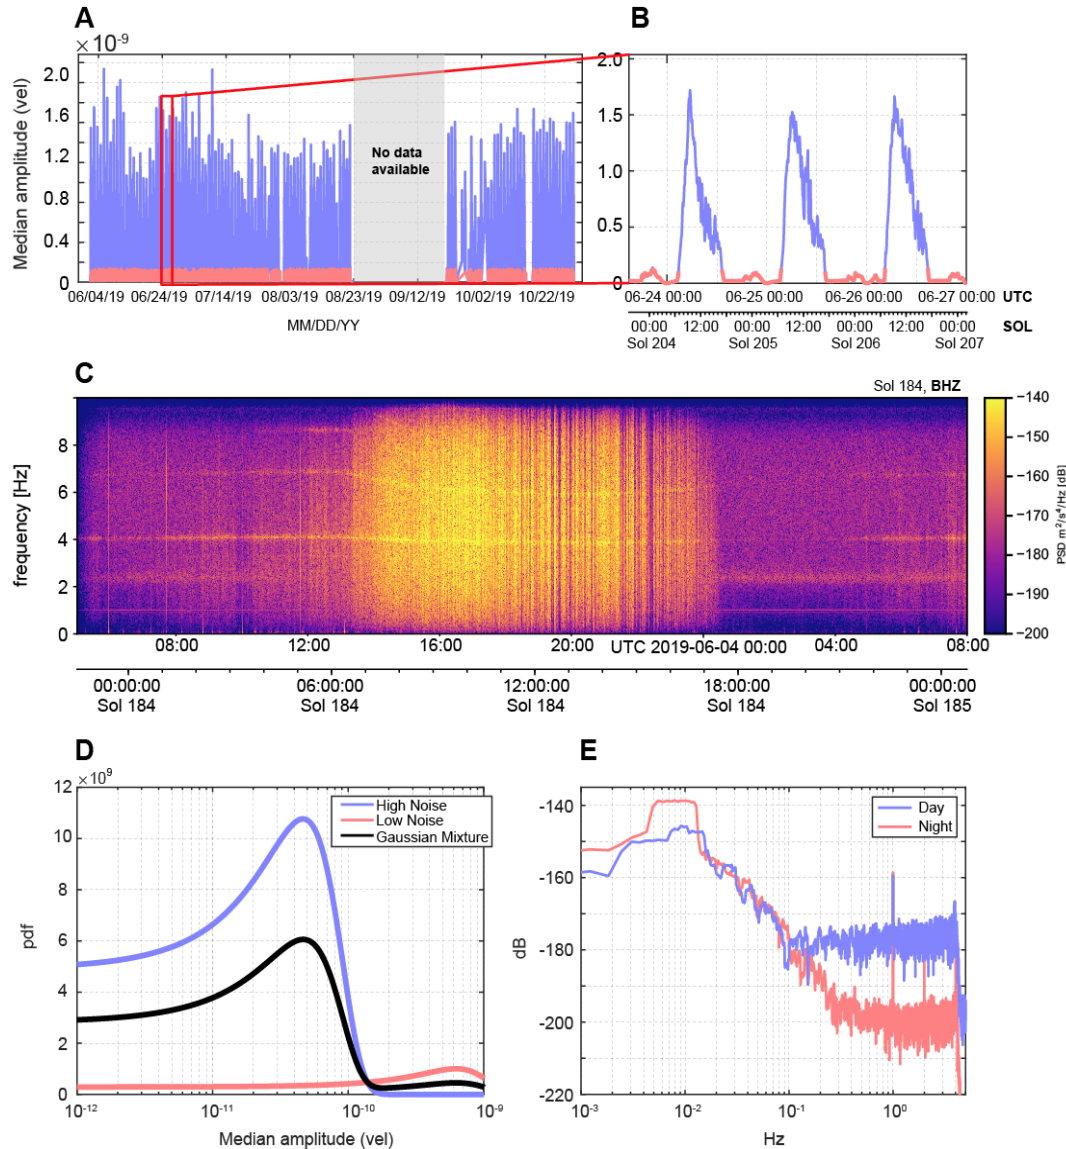 A
×10⁻⁹
Median amplitude (vel)
2.0
1.6
1.2
0.8
0.4
0
No data
available
06/04/19 06/24/19 07/14/19 08/03/19 08/23/19 09/12/19 10/02/19 10/22/19
MM/DD/YY
B
2.0
1.5
1.0
0.5
0
06-24 00:00 06-25 00:00 06-26 00:00 06-27 00:00 UTC
00:00 12:00 00:00 12:00 00:00 12:00 00:00 SOL
Sol 204 Sol 205 Sol 206 Sol 207
C
Sol 184, BHZ
frequency [Hz]
8
6
4
2
0
08:00 12:00 16:00 20:00 UTC 2019-06-04 00:00 04:00 08:00
00:00:00 06:00:00 12:00:00 18:00:00 00:00:00
Sol 184 Sol 184 Sol 184 Sol 184 Sol 185
−140
−150
−160
−170
−180
−190
−200
PSD m²/s⁴/Hz [dB]
D
×10⁹
pdf
12
10
8
6
4
2
0
High Noise
Low Noise
Gaussian Mixture
10⁻¹² 10⁻¹¹ 10⁻¹⁰ 10⁻⁹
Median amplitude (vel)
E
dB
-140
-160
-180
-200
-220
Day
Night
10⁻³ 10⁻² 10⁻¹ 10⁰
Hz